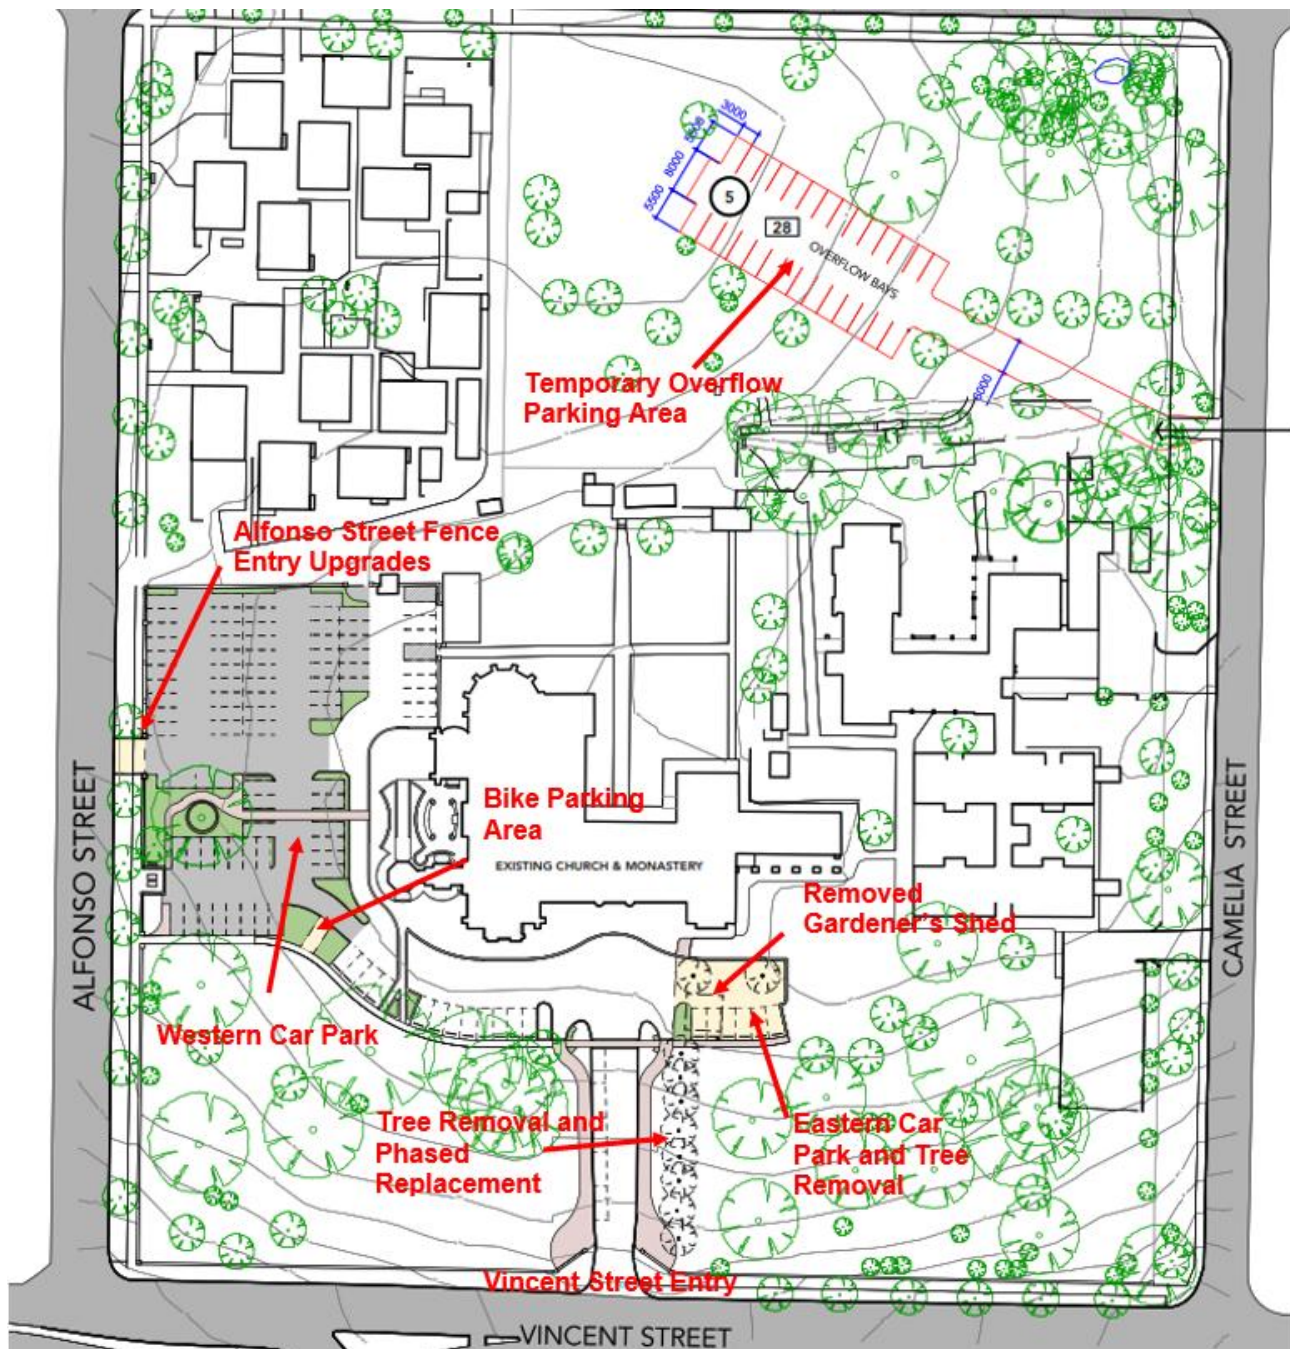 3000
5508
8000
5500
5
28
OVERFLOW BAYS
6000
Temporary Overflow
Parking Area
Alfonso Street Fence
Entry Upgrades
ALFONSO STREET
Bike Parking
Area
EXISTING CHURCH & MONASTERY
Removed
Gardener's Shed
CAMELIA STREET
Western Car Park
Tree Removal and
Phased
Replacement
Eastern Car
Park and Tree
Removal
Vincent Street Entry
VINCENT STREET